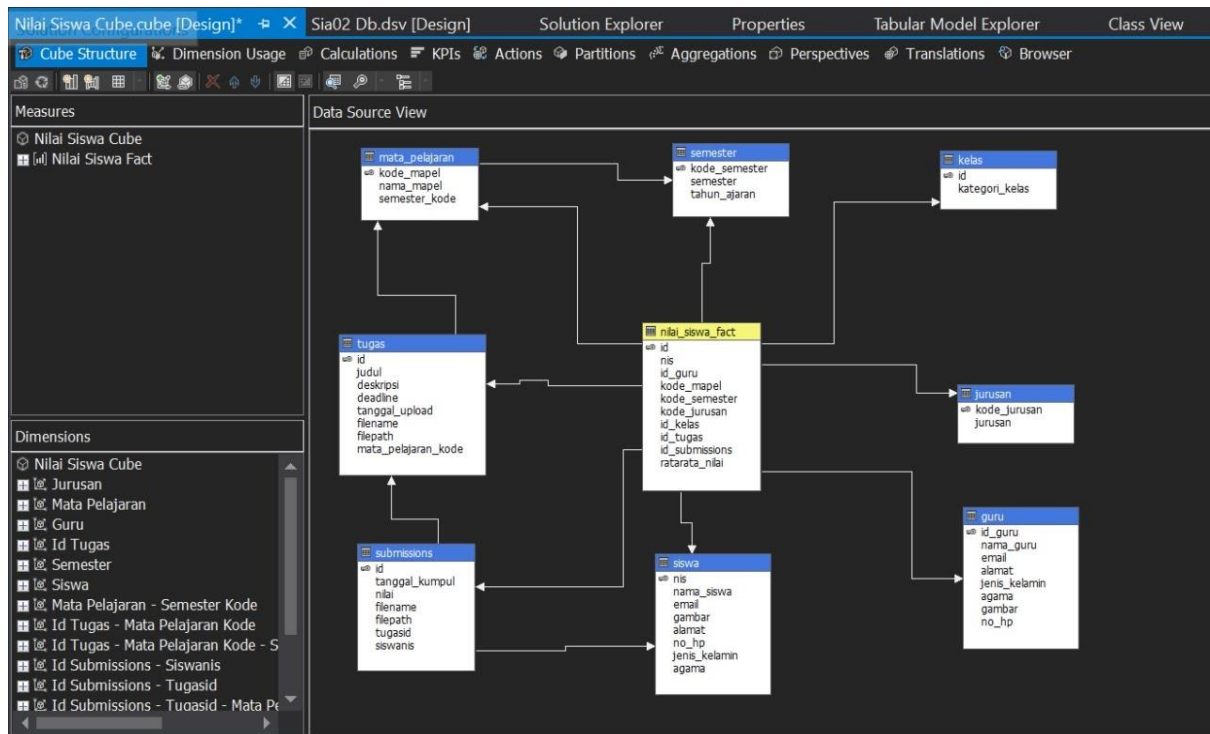 Nilai Siswa Cube.cube [Design]* Sia02 Db.dsv [Design] Solution Explorer Properties Tabular Model Explorer Class View
Cube Structure Dimension Usage Calculations KPIs Actions Partitions Aggregations Perspectives Translations Browser
Measures
Nilai Siswa Cube
Nilai Siswa Fact
Dimensions
Nilai Siswa Cube
Jurusan
Mata Pelajaran
Guru
Id Tugas
Semester
Siswa
Mata Pelajaran - Semester Kode
Id Tugas - Mata Pelajaran Kode
Id Tugas - Mata Pelajaran Kode - S
Id Submissions - Siswanis
Id Submissions - Tugasid
Id Submissions - Tugasid - Mata Pe
Data Source View
mata_pelajaran
kode_mapel
nama_mapel
semester_kode
semester
kode_semester
semester
tahun_ajaran
kelas
id
kategori_kelas
tugas
id
judul
deskripsi
deadline
tanggal_upload
filename
filepath
mata_pelajaran_kode
nilai_siswa_fact
id
nis
id_guru
kode_mapel
kode_semester
kode_jurusan
id_kelas
id_tugas
id_submissions
ratarata_nilai
jurusan
kode_jurusan
jurusan
submissions
id
tanggal_kumpul
nilai
filename
filepath
tugasid
siswanis
siswa
nis
nama_siswa
email
gambar
alamat
no_hp
jenis_kelamin
agama
guru
id_guru
nama_guru
email
alamat
jenis_kelamin
agama
gambar
no_hp